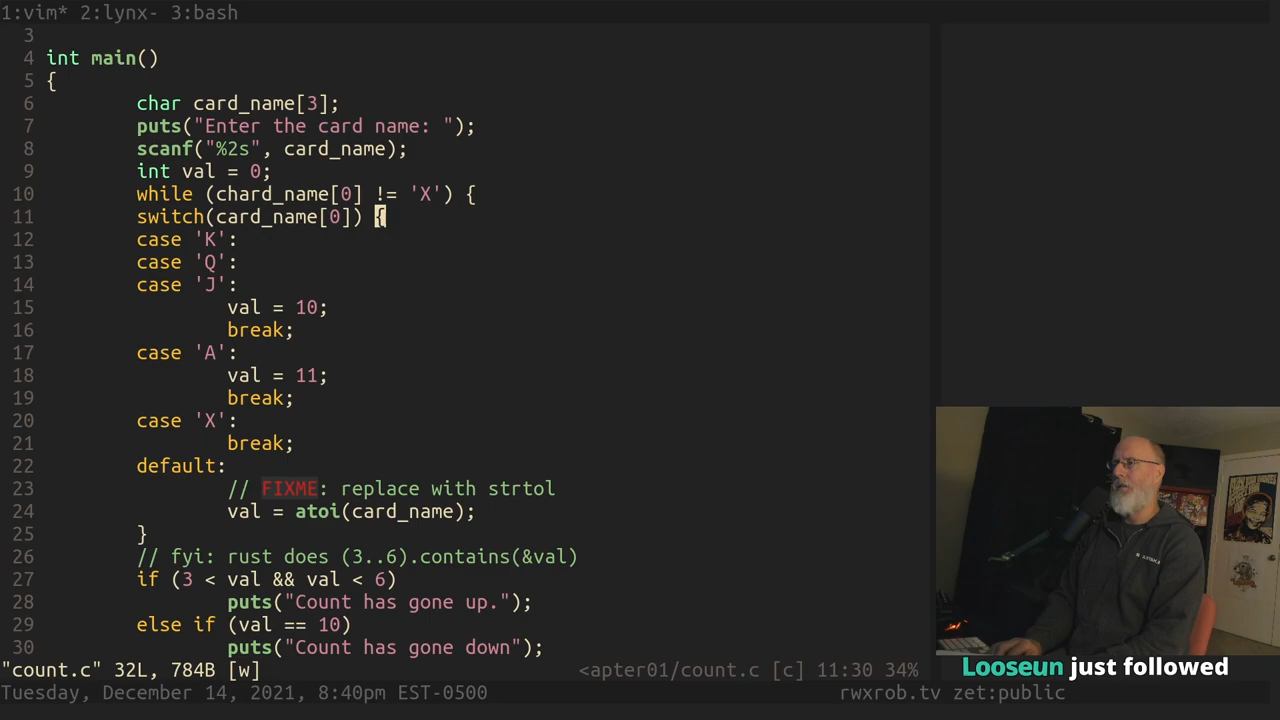 1:vim* 2:lynx- 3:bash
3
4 int main()
5 {
6 char card_name[3];
7 puts("Enter the card name: ");
8 scanf("%2s", card_name);
9 int val = 0;
10 while (chard_name[0] != 'X') {
11 switch(card_name[0]) {
12 case 'K':
13 case 'Q':
14 case 'J':
15 val = 10;
16 break;
17 case 'A':
18 val = 11;
19 break;
20 case 'X':
21 break;
22 default:
23 // FIXME: replace with strtol
24 val = atoi(card_name);
25 }
26 // fyi: rust does (3..6).contains(&val)
27 if (3 < val && val < 6)
28 puts("Count has gone up.");
29 else if (val == 10)
30 puts("Count has gone down");
"count.c" 32L, 784B [w] <apter01/count.c [c] 11:30 34%
Looseun just followed
Tuesday, December 14, 2021, 8:40pm EST-0500 rwxrob.tv zet:public